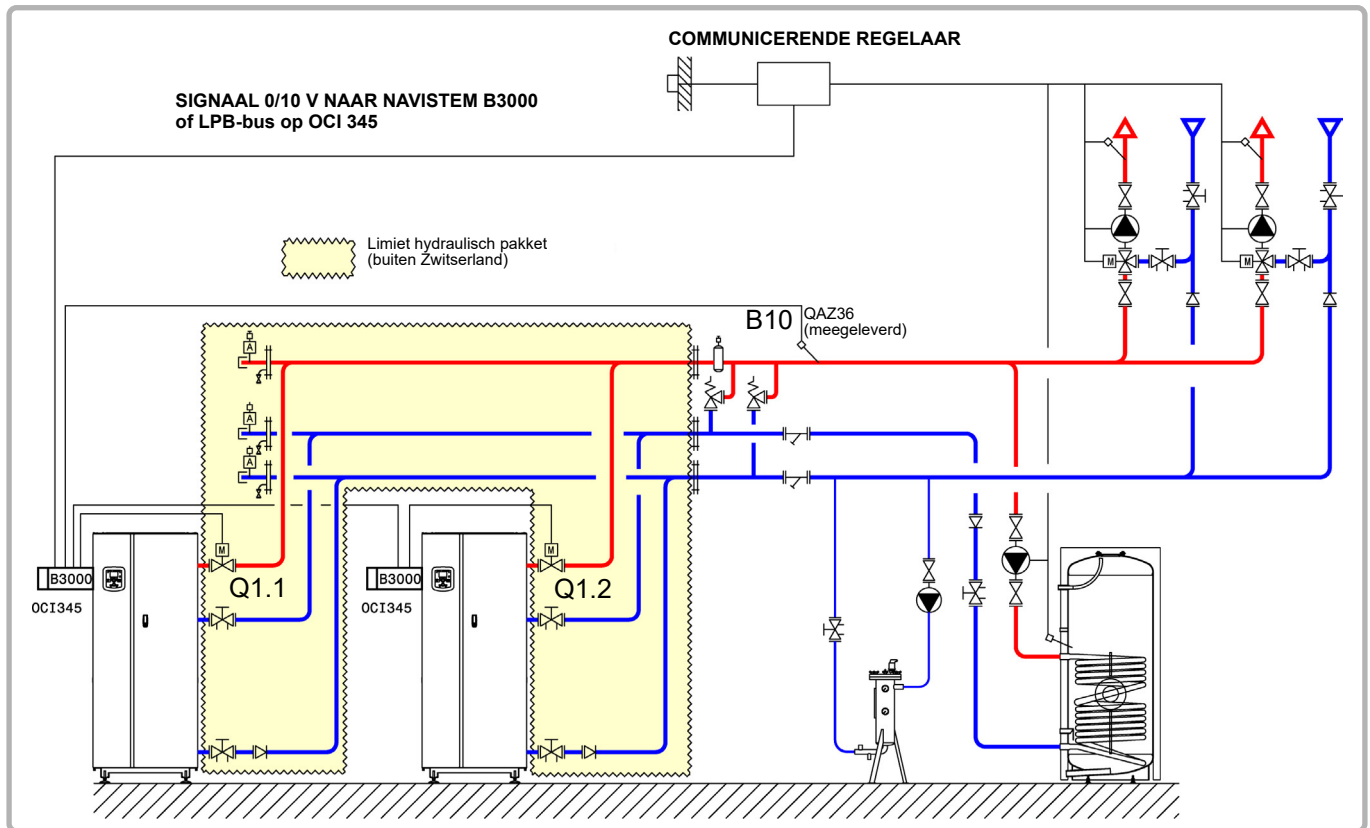 COMMUNICERENDE REGELAAR
SIGNAAL 0/10 V NAAR NAVISTEM B3000
of LPB-bus op OCI 345
Limiet hydraulisch pakket
(buiten Zwitserland)
B10
QAZ36
(meegeleverd)
M
M
A
A
A
M
M
B3000
OCI345
Q1.1
B3000
OCI345
Q1.2